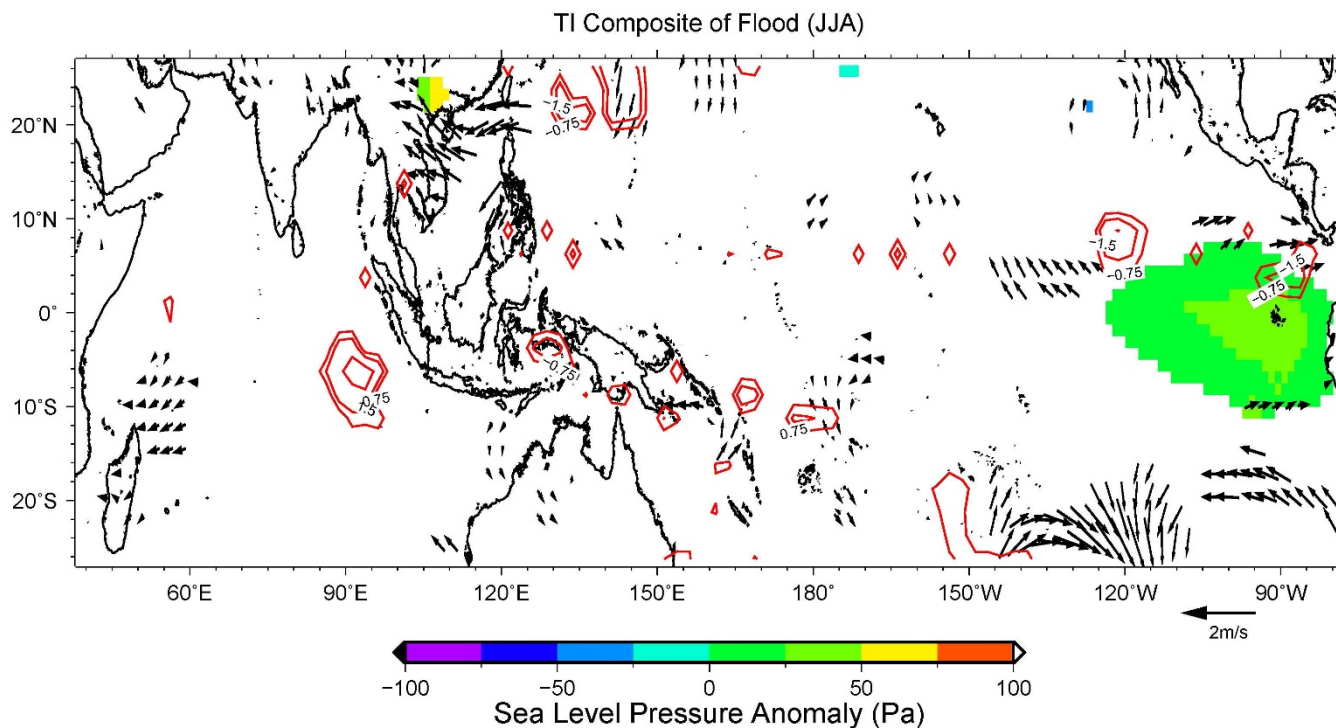 TI Composite of Flood (JJA)
20°N
10°N
0°
10°S
20°S
−1.5
−0.75
−1.5
−0.75
−1.5
−0.75
−0.75
0.75
1.5
0.75
60°E 90°E 120°E 150°E 180° 150°W 120°W 90°W
2m/s
−100 −50 0 50 100
Sea Level Pressure Anomaly (Pa)